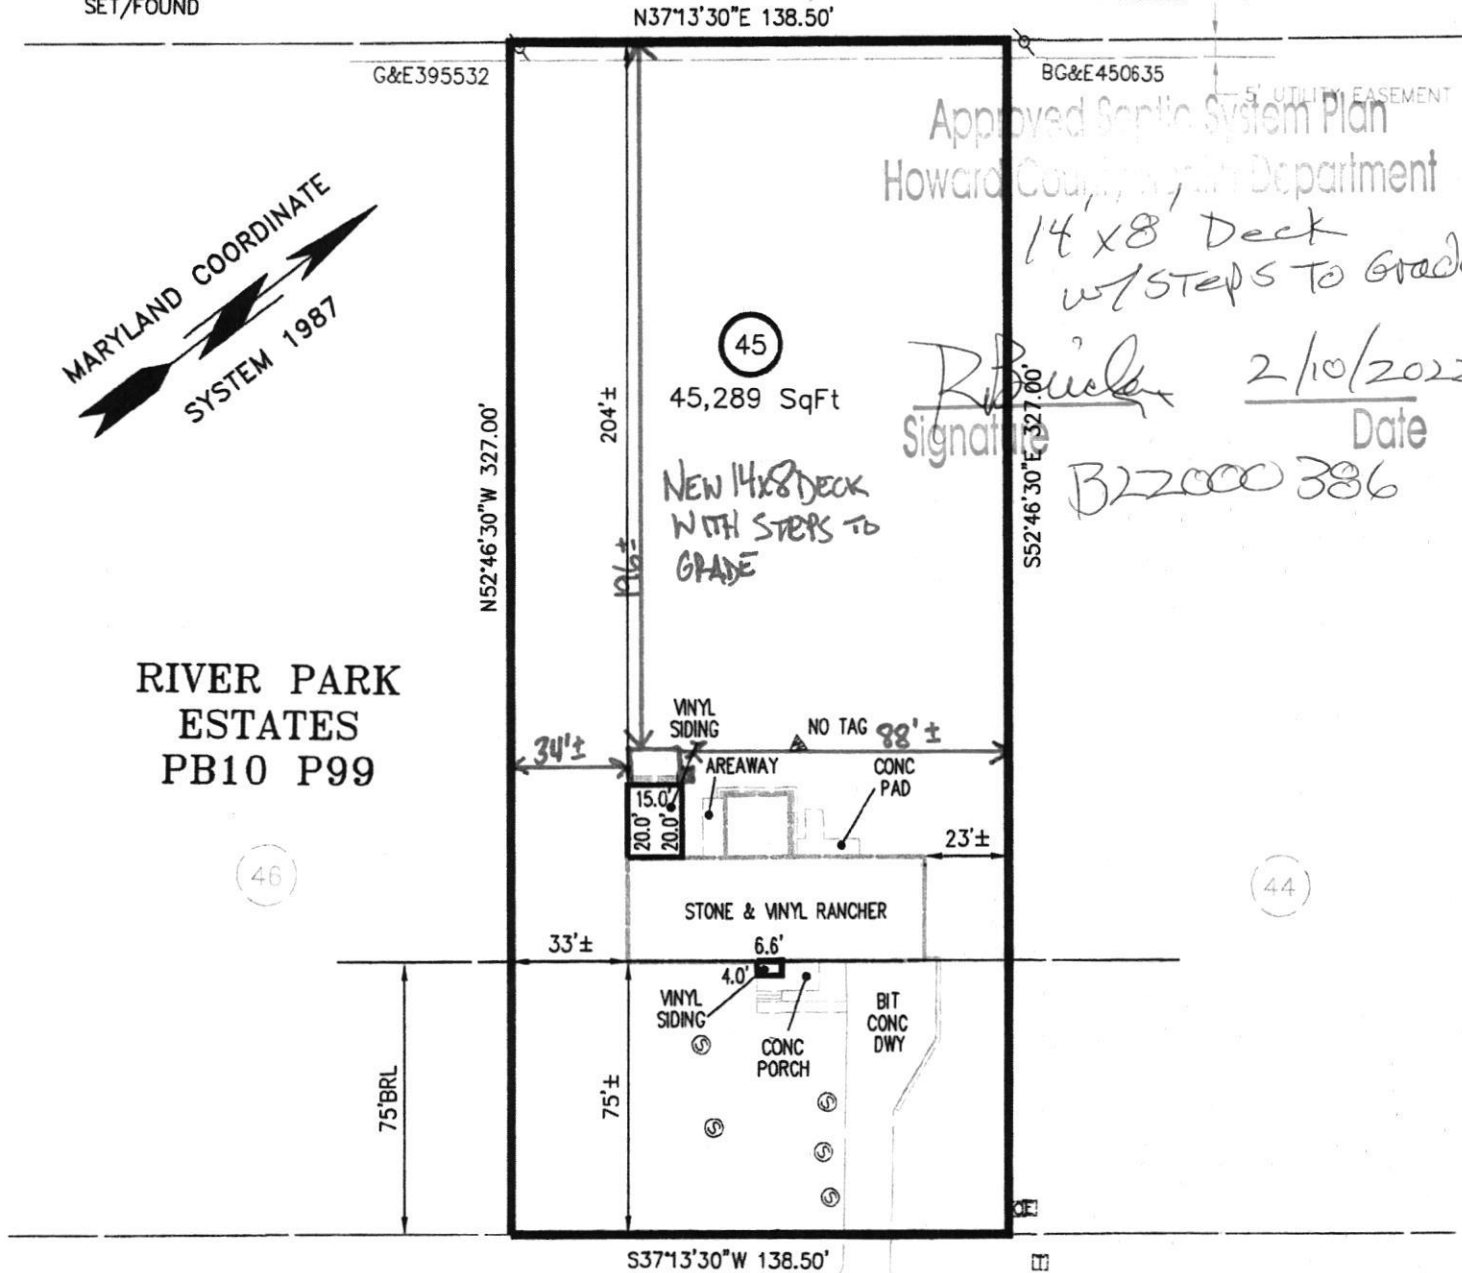 SET/FOUND
N37°13'30"E 138.50'
G&E395532
BG&E450635
5' UTILITY EASEMENT
Approved Septic System Plan
Howard County Health Department
14' x 8' Deck
w/ STEPS TO Grade
Signature
2/10/2022
Date
B22000386
MARYLAND COORDINATE
SYSTEM 1987
45
45,289 SqFt
204'±
N52°46'30"W 327.00'
S52°46'30"E 327.00'
NEW 14x8 DECK
WITH STEPS TO
GRADE
196±
RIVER PARK
ESTATES
PB10 P99
VINYL
SIDING
NO TAG
88'±
34'±
AREAWAY
CONC
PAD
15.0'
20.0'
20.0'
23'±
46
44
STONE & VINYL RANCHER
33'±
6.6'
4.0'
VINYL
SIDING
CONC
PORCH
BIT
CONC
DWY
75'BRL
75'±
S
S
S
S
S
S37°13'30"W 138.50'